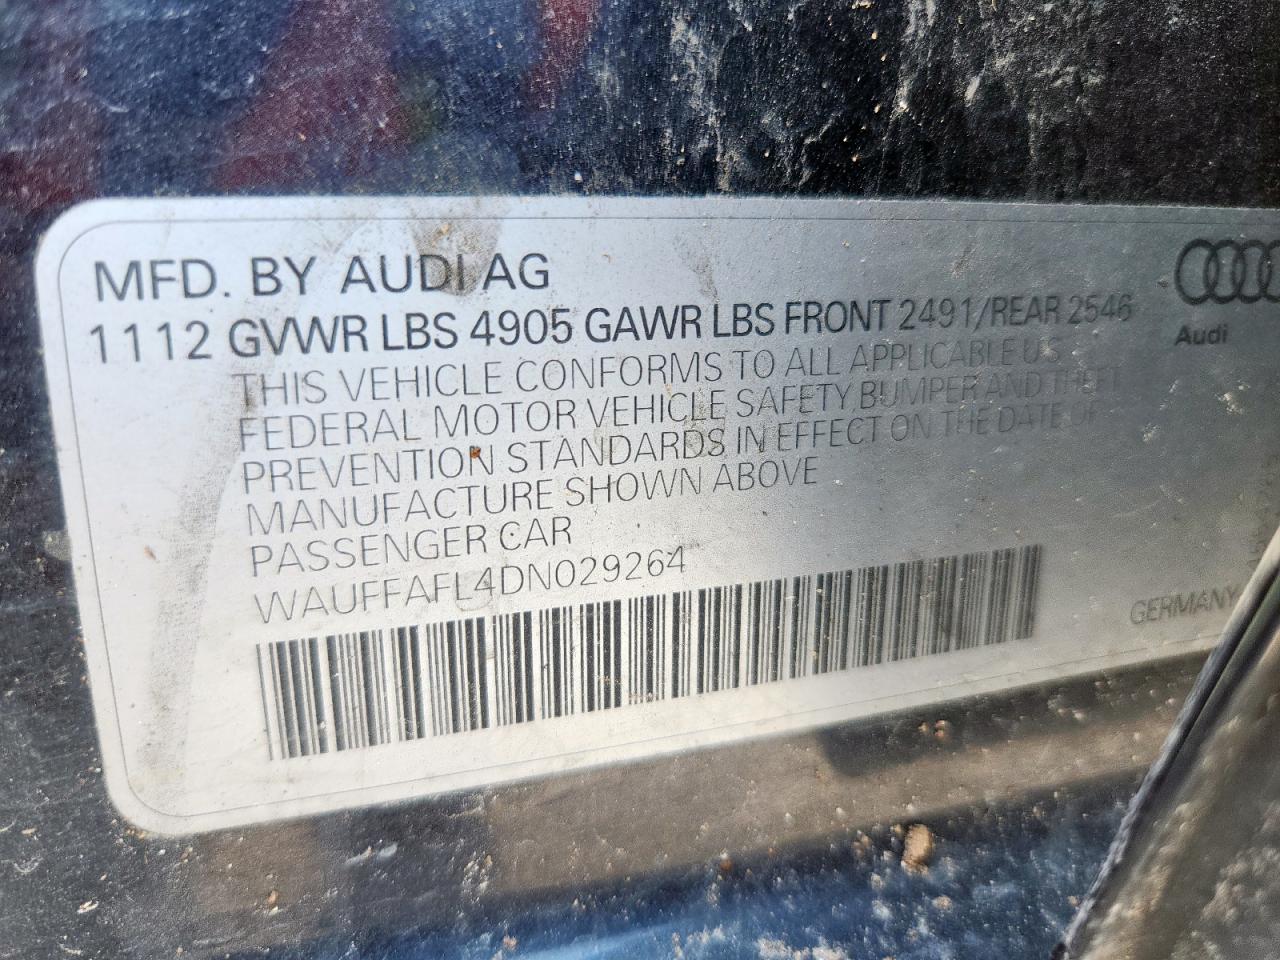 MFD. BY AUDI AG
1112 GVWR LBS 4905 GAWR LBS FRONT 2491/REAR 2546
Audi
THIS VEHICLE CONFORMS TO ALL APPLICABLE U.S.
FEDERAL MOTOR VEHICLE SAFETY, BUMPER AND THEFT
PREVENTION STANDARDS IN EFFECT ON THE DATE OF
MANUFACTURE SHOWN ABOVE
PASSENGER CAR
WAUFFAFL4DN029264
GERMANY